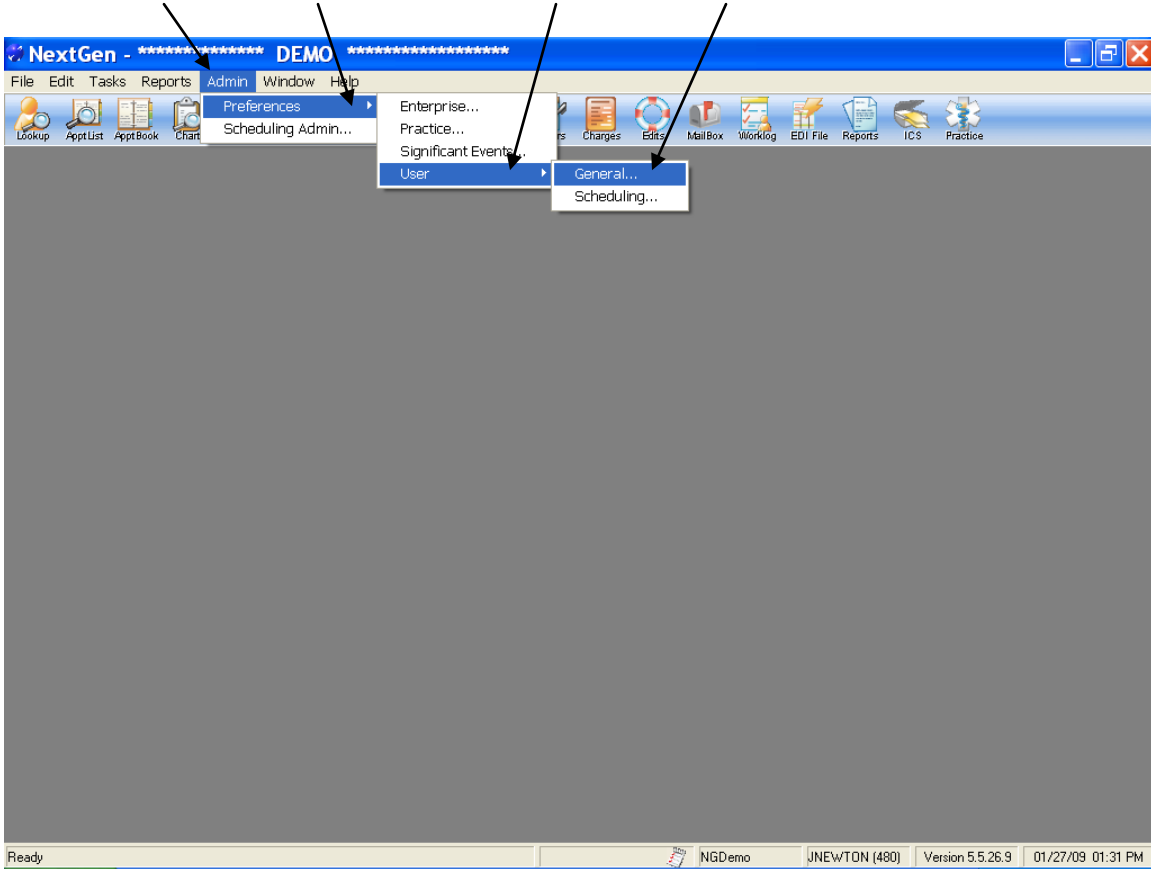 NextGen - ************** DEMO ******************
File Edit Tasks Reports Admin Window Help
Preferences
Scheduling Admin...
Enterprise...
Practice...
Significant Events...
User
General...
Scheduling...
Lookup ApptList ApptBook Chart Charges Edits MailBox Worklog EDI File Reports ICS Practice
Ready NGDemo JNEWTON (480) Version 5.5.26.9 01/27/09 01:31 PM